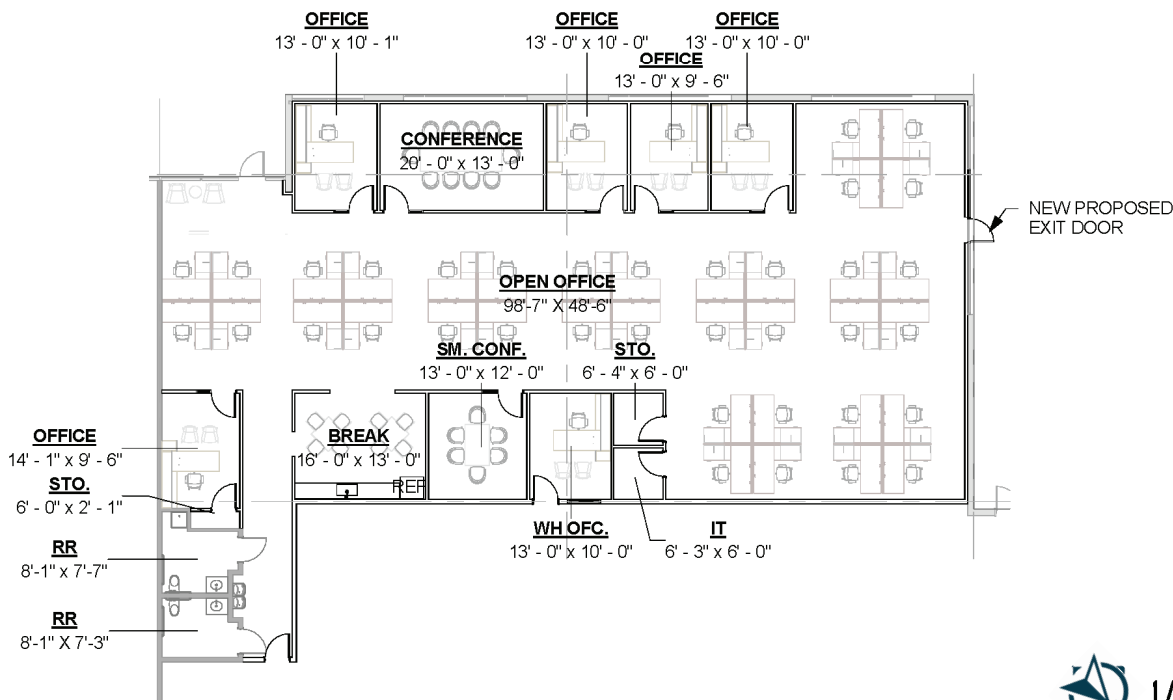 OFFICE
13' - 0" x 10' - 1"
OFFICE
13' - 0" x 10' - 0"
OFFICE
13' - 0" x 10' - 0"
OFFICE
13' - 0" x 9' - 6"
CONFERENCE
20' - 0" x 13' - 0"
NEW PROPOSED
EXIT DOOR
OPEN OFFICE
98'-7" X 48'-6"
SM. CONF.
13' - 0" x 12' - 0"
STO.
6' - 4" x 6' - 0"
OFFICE
14' - 1" x 9' - 6"
BREAK
16' - 0" x 13' - 0"
REF
STO.
6' - 0" x 2' - 1"
WH OFC.
13' - 0" x 10' - 0"
IT
6' - 3" x 6' - 0"
RR
8'-1" x 7'-7"
RR
8'-1" X 7'-3"